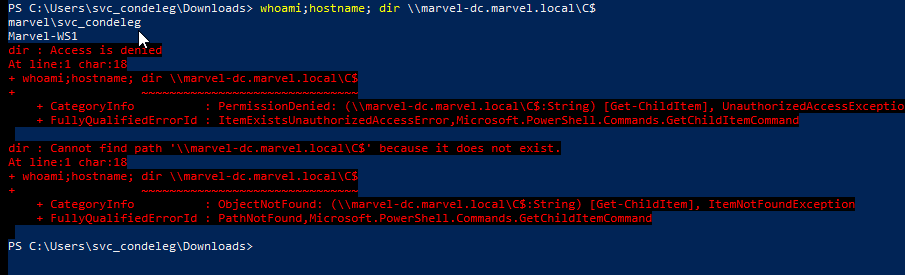 PS C:\Users\svc_condeleg\Downloads> whoami;hostname; dir \\marvel-dc.marvel.local\C$
marvel\svc_condeleg
Marvel-WS1
dir : Access is denied
At line:1 char:18
+ whoami;hostname; dir \\marvel-dc.marvel.local\C$
+                  ~~~~~~~~~~~~~~~~~~~~~~~~~~~~~~~
    + CategoryInfo          : PermissionDenied: (\\marvel-dc.marvel.local\C$:String) [Get-ChildItem], UnauthorizedAccessExceptio
    + FullyQualifiedErrorId : ItemExistsUnauthorizedAccessError,Microsoft.PowerShell.Commands.GetChildItemCommand
dir : Cannot find path '\\marvel-dc.marvel.local\C$' because it does not exist.
At line:1 char:18
+ whoami;hostname; dir \\marvel-dc.marvel.local\C$
+                  ~~~~~~~~~~~~~~~~~~~~~~~~~~~~~~~
    + CategoryInfo          : ObjectNotFound: (\\marvel-dc.marvel.local\C$:String) [Get-ChildItem], ItemNotFoundException
    + FullyQualifiedErrorId : PathNotFound,Microsoft.PowerShell.Commands.GetChildItemCommand
PS C:\Users\svc_condeleg\Downloads>